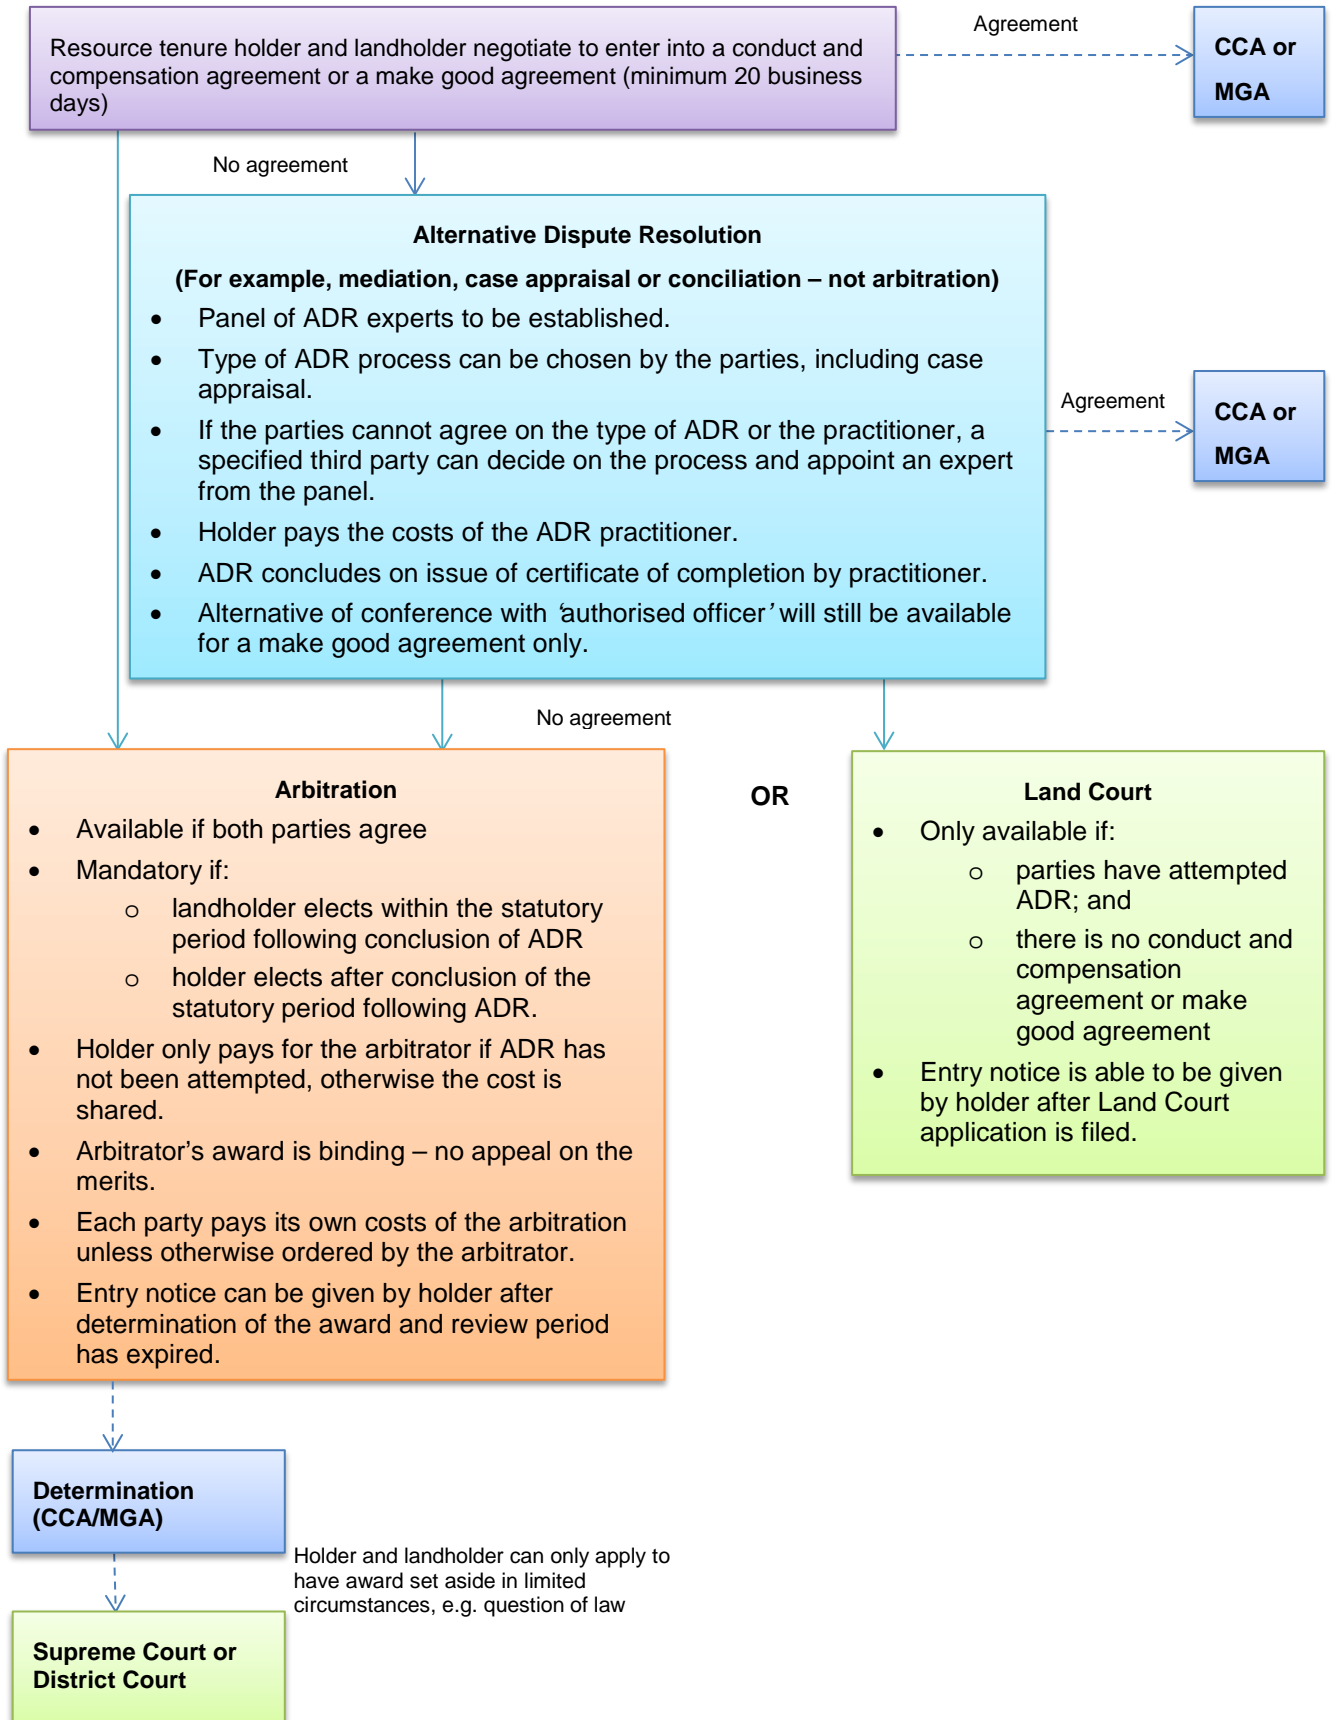 Resource tenure holder and landholder negotiate to enter into a conduct and
compensation agreement or a make good agreement (minimum 20 business
days)
Agreement
CCA or
MGA
No agreement
Alternative Dispute Resolution
(For example, mediation, case appraisal or conciliation – not arbitration)
• Panel of ADR experts to be established.
• Type of ADR process can be chosen by the parties, including case
appraisal.
• If the parties cannot agree on the type of ADR or the practitioner, a
specified third party can decide on the process and appoint an expert
from the panel.
• Holder pays the costs of the ADR practitioner.
• ADR concludes on issue of certificate of completion by practitioner.
• Alternative of conference with ‘authorised officer’ will still be available
for a make good agreement only.
Agreement
CCA or
MGA
No agreement
Arbitration
• Available if both parties agree
• Mandatory if:
o landholder elects within the statutory
period following conclusion of ADR
o holder elects after conclusion of the
statutory period following ADR.
• Holder only pays for the arbitrator if ADR has
not been attempted, otherwise the cost is
shared.
• Arbitrator’s award is binding – no appeal on the
merits.
• Each party pays its own costs of the arbitration
unless otherwise ordered by the arbitrator.
• Entry notice can be given by holder after
determination of the award and review period
has expired.
OR
Land Court
• Only available if:
o parties have attempted
ADR; and
o there is no conduct and
compensation
agreement or make
good agreement
• Entry notice is able to be given
by holder after Land Court
application is filed.
Determination
(CCA/MGA)
Holder and landholder can only apply to
have award set aside in limited
circumstances, e.g. question of law
Supreme Court or
District Court